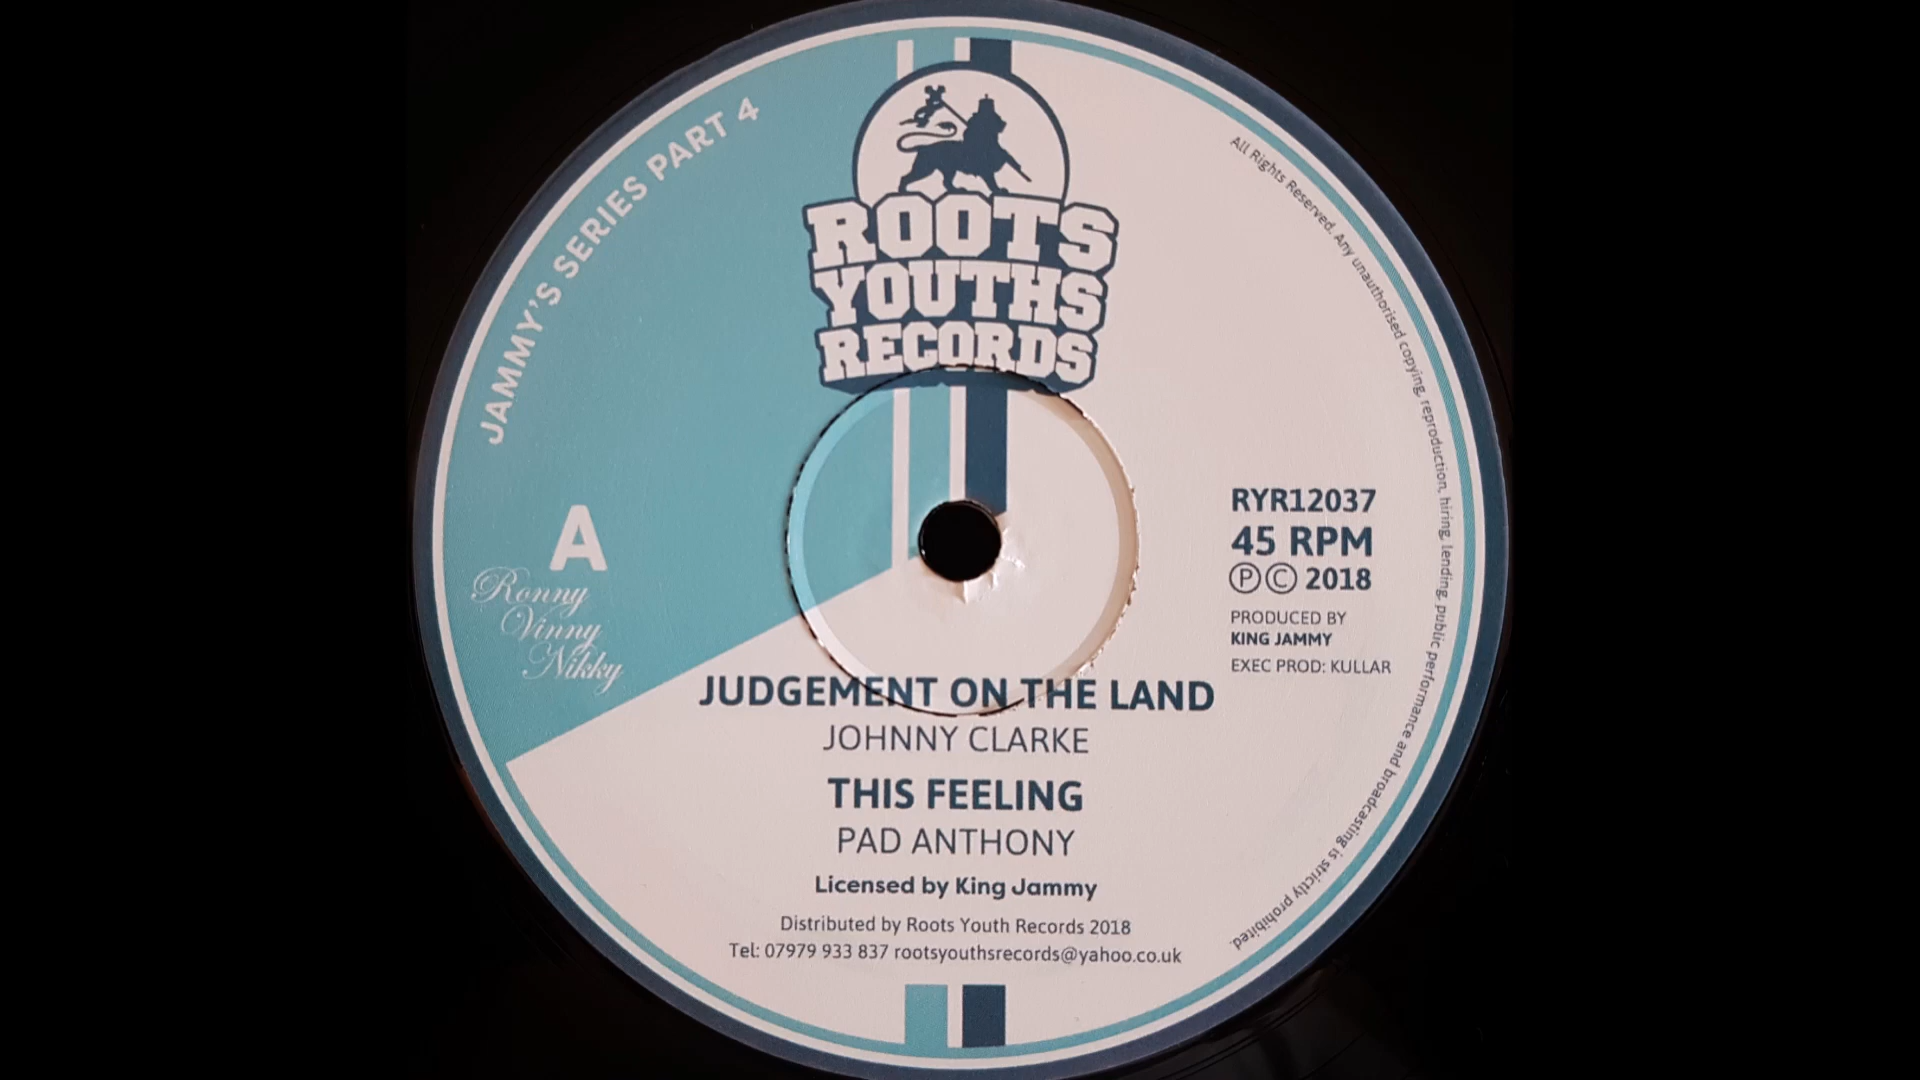 JAMMY'S SERIES PART 4
ROOTS
YOUTHS
RECORDS
All Rights Reserved. Any unauthorised copying, reproduction, hiring, lending, public performance and broadcasting is strictly prohibited.
A
Ronny
Vinny
Nikky
RYR12037
45 RPM
Ⓟ© 2018
PRODUCED BY
KING JAMMY
EXEC PROD: KULLAR
JUDGEMENT ON THE LAND
JOHNNY CLARKE
THIS FEELING
PAD ANTHONY
Licensed by King Jammy
Distributed by Roots Youth Records 2018
Tel: 07979 933 837 rootsyouthsrecords@yahoo.co.uk